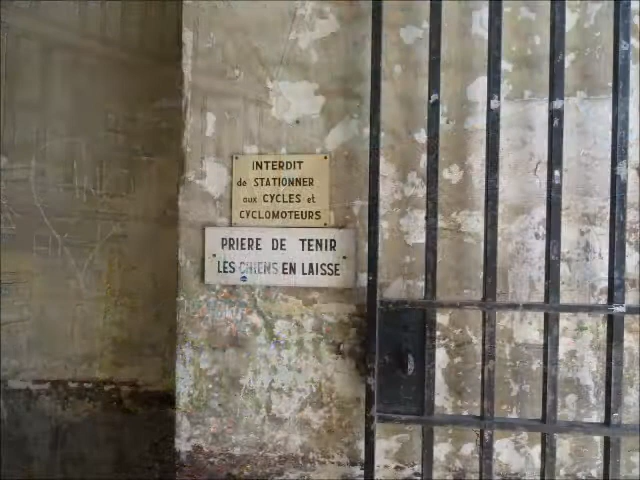 INTERDIT
de STATIONNER
aux CYCLES et
CYCLOMOTEURS
PRIERE DE TENIR
LES CHIENS EN LAISSE